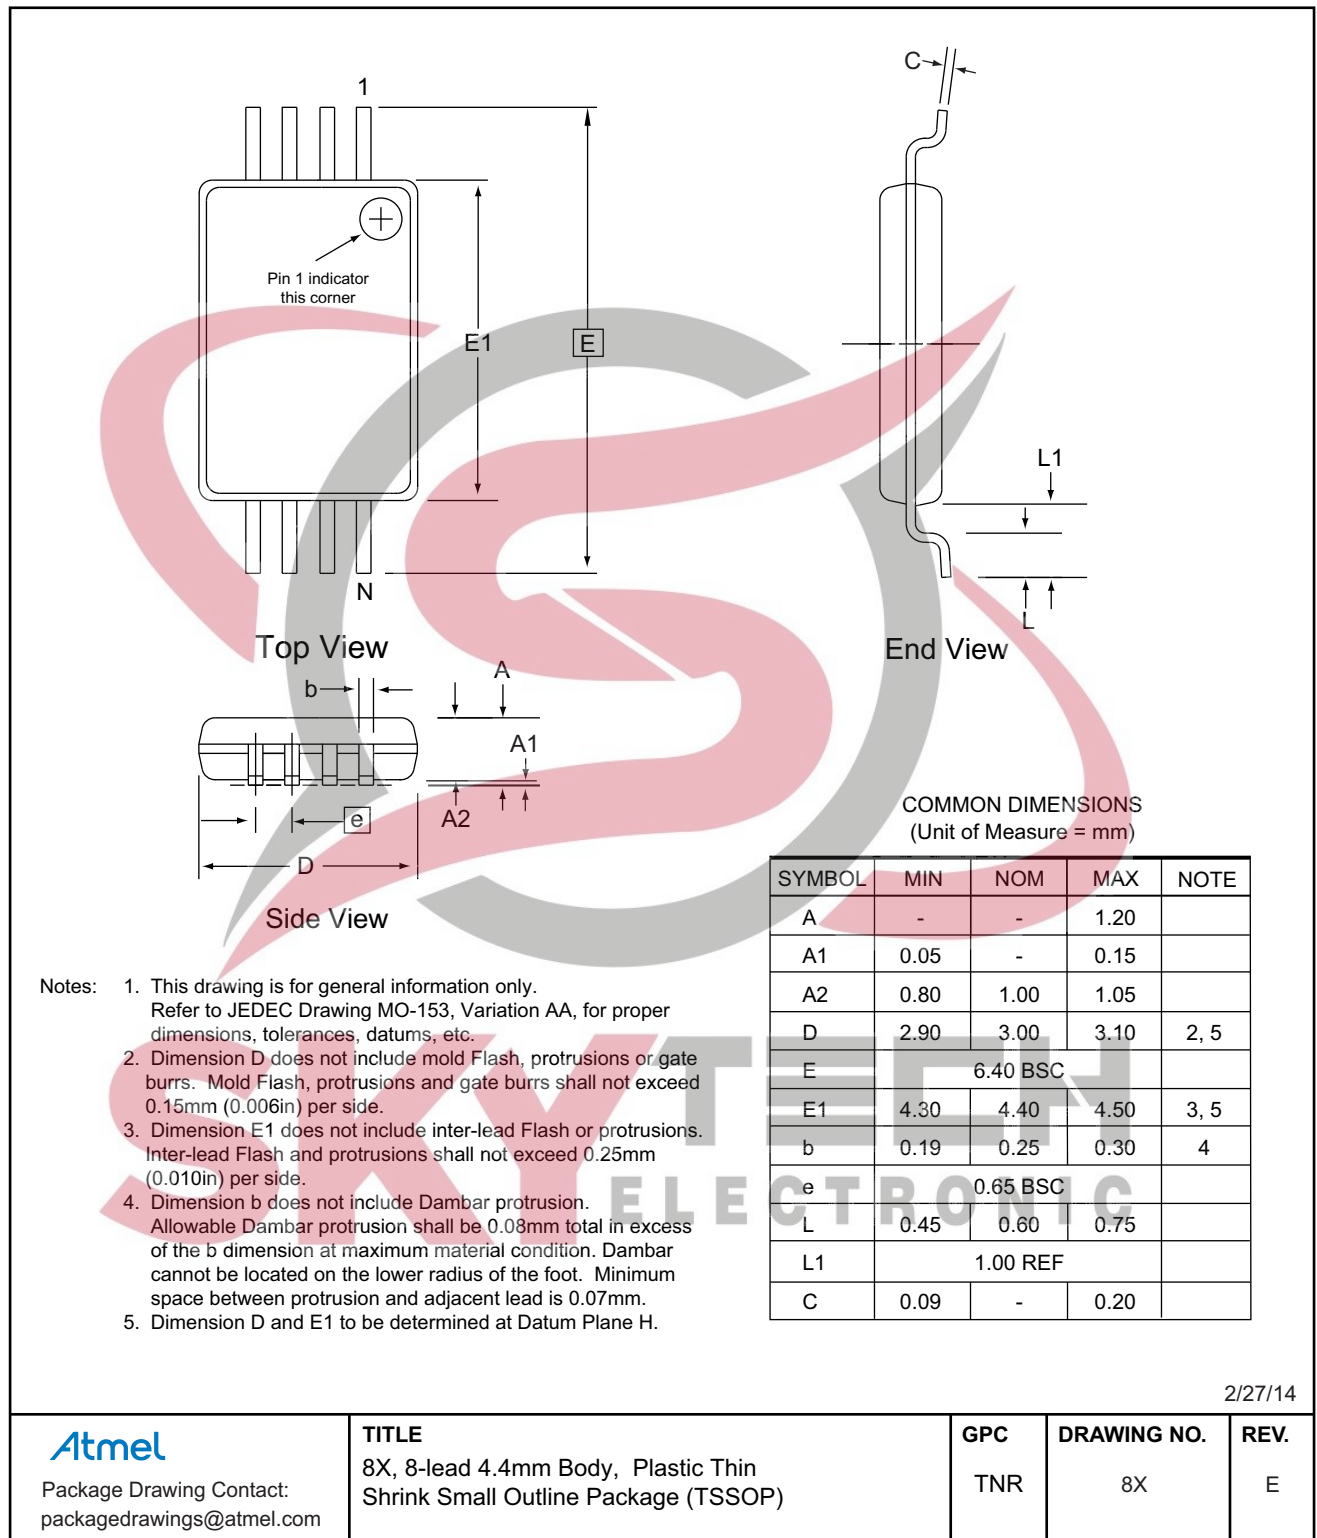 1
C
Pin 1 indicator
this corner
E1
E
L1
N
L
Top View
End View
b
A
A1
e
A2
D
Side View
COMMON DIMENSIONS
(Unit of Measure = mm)
SYMBOL MIN NOM MAX NOTE
A - - 1.20
A1 0.05 - 0.15
A2 0.80 1.00 1.05
D 2.90 3.00 3.10 2, 5
E 6.40 BSC
E1 4.30 4.40 4.50 3, 5
b 0.19 0.25 0.30 4
e 0.65 BSC
L 0.45 0.60 0.75
L1 1.00 REF
C 0.09 - 0.20
Notes: 1. This drawing is for general information only.
Refer to JEDEC Drawing MO-153, Variation AA, for proper
dimensions, tolerances, datums, etc.
2. Dimension D does not include mold Flash, protrusions or gate
burrs. Mold Flash, protrusions and gate burrs shall not exceed
0.15mm (0.006in) per side.
3. Dimension E1 does not include inter-lead Flash or protrusions.
Inter-lead Flash and protrusions shall not exceed 0.25mm
(0.010in) per side.
4. Dimension b does not include Dambar protrusion.
Allowable Dambar protrusion shall be 0.08mm total in excess
of the b dimension at maximum material condition. Dambar
cannot be located on the lower radius of the foot. Minimum
space between protrusion and adjacent lead is 0.07mm.
5. Dimension D and E1 to be determined at Datum Plane H.
SKYTECH
ELECTRONIC
2/27/14
Atmel
Package Drawing Contact:
packagedrawings@atmel.com
TITLE
8X, 8-lead 4.4mm Body, Plastic Thin
Shrink Small Outline Package (TSSOP)
GPC
TNR
DRAWING NO.
8X
REV.
E